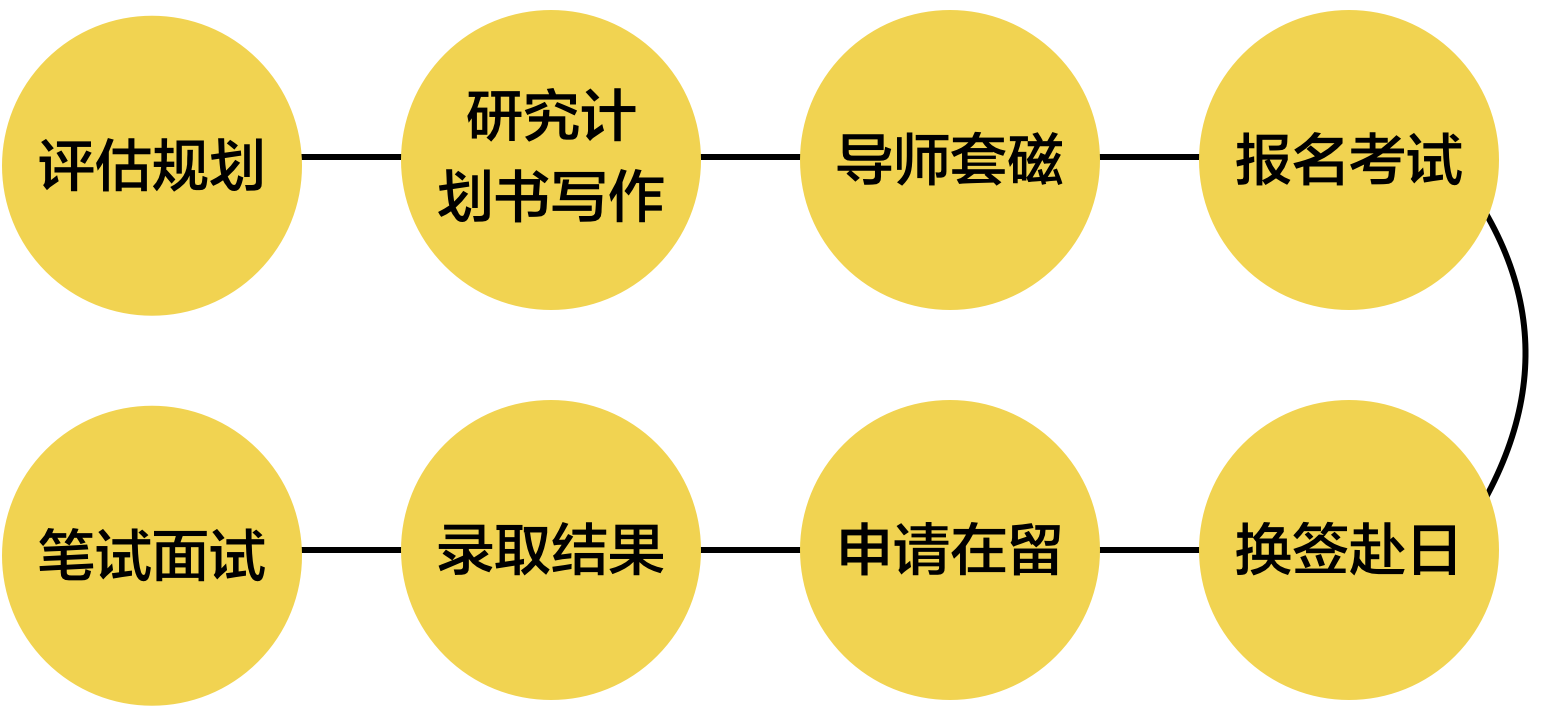 评估规划
研究计
划书写作
导师套磁
报名考试
笔试面试
录取结果
申请在留
换签赴日